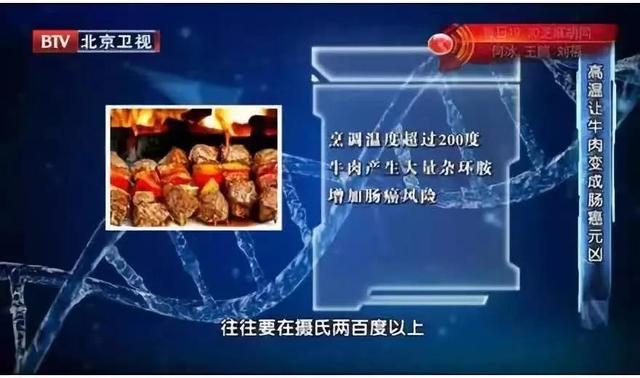 BTV 北京卫视
何冰 王鸥 刘蓓
烹调温度超过200度
牛肉产生大量杂环胺
增加肠癌风险
高温让牛肉变成肠癌元凶
往往要在摄氏两百度以上